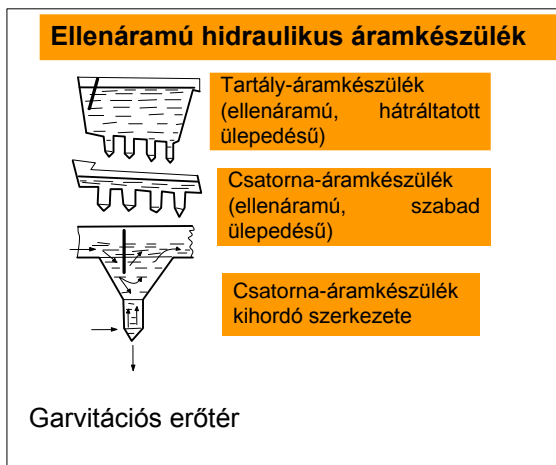 Ellenáramú hidraulikus áramkészülék
Tartály-áramkészülék
(ellenáramú, hátráltatott
ülepedésű)
Csatorna-áramkészülék
(ellenáramú, szabad
ülepedésű)
Csatorna-áramkészülék
kihordó szerkezete
Garvitációs erőtér